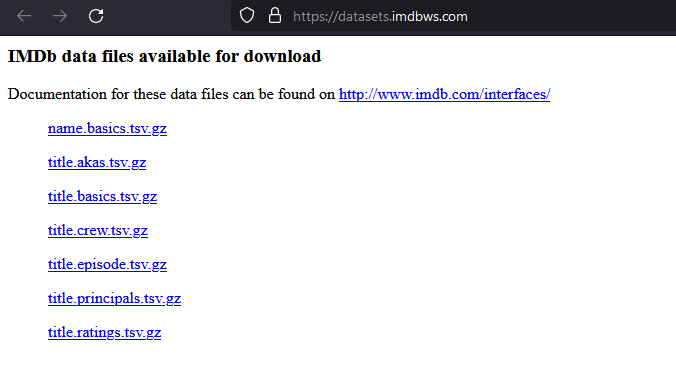 https://datasets.imdbws.com
IMDb data files available for download
Documentation for these data files can be found on http://www.imdb.com/interfaces/
name.basics.tsv.gz
title.akas.tsv.gz
title.basics.tsv.gz
title.crew.tsv.gz
title.episode.tsv.gz
title.principals.tsv.gz
title.ratings.tsv.gz